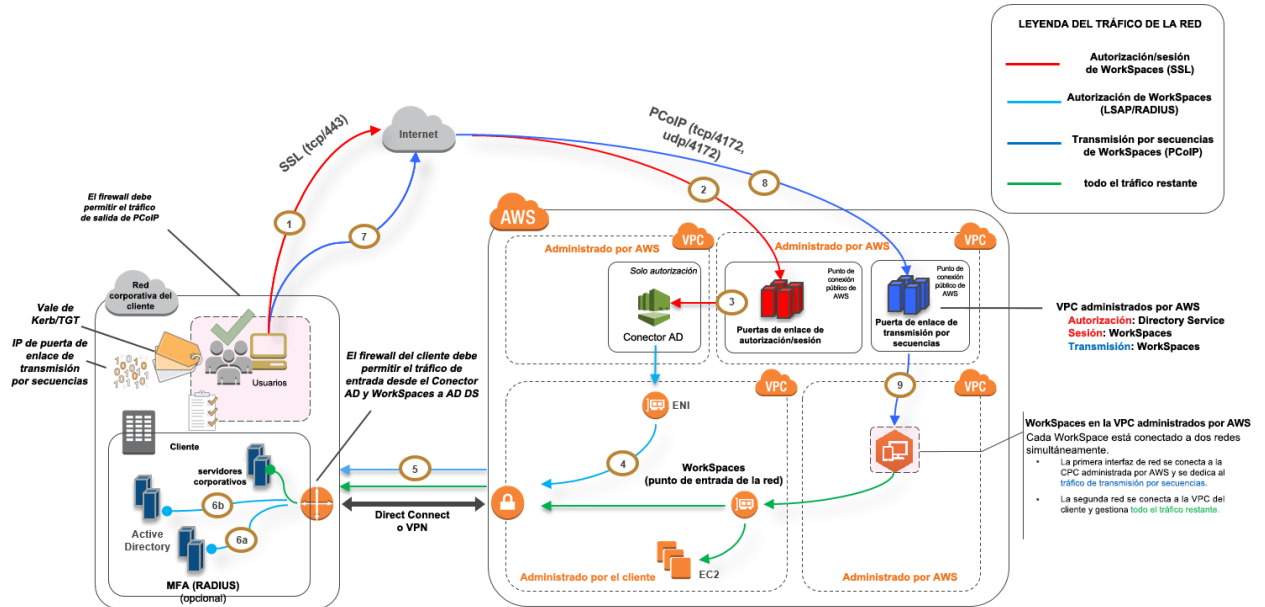 LEYENDA DEL TRÁFICO DE LA RED
Autorización/sesión
de WorkSpaces (SSL)
Autorización de WorkSpaces
(LSAP/RADIUS)
Transmisión por secuencias
de WorkSpaces (PCoIP)
todo el tráfico restante
Internet
SSL (tcp/443)
PCoIP (tcp/4172,
udp/4172)
1
7
2
8
El firewall debe
permitir el tráfico
de salida de PCoIP
Red
corporativa del
cliente
Vale de
Kerb/TGT
IP de puerta de
enlace de
transmisión
por secuencias
Usuarios
El firewall del cliente debe
permitir el tráfico de
entrada desde el Conector
AD y WorkSpaces a AD DS
Cliente
servidores
corporativos
6b
Active
Directory
6a
MFA (RADIUS)
(opcional)
5
Direct Connect
o VPN
AWS
Administrado por AWS
VPC
Solo autorización
Conector AD
3
Administrado por AWS
VPC
Punto de
conexión
público de
AWS
Puertas de enlace de
autorización/sesión
Punto de
conexión
público de
AWS
Puerta de enlace de
transmisión por
secuencias
VPC administrados por AWS
Autorización: Directory Service
Sesión: WorkSpaces
Transmisión: WorkSpaces
VPC
ENI
4
WorkSpaces
(punto de entrada de la red)
EC2
Administrado por el cliente
VPC
9
Administrado por AWS
WorkSpaces en la VPC administrados por AWS
Cada WorkSpace está conectado a dos redes
simultáneamente.
• La primera interfaz de red se conecta a la
CPC administrada por AWS y se dedica al
tráfico de transmisión por secuencias.
• La segunda red se conecta a la VPC del
cliente y gestiona todo el tráfico restante.